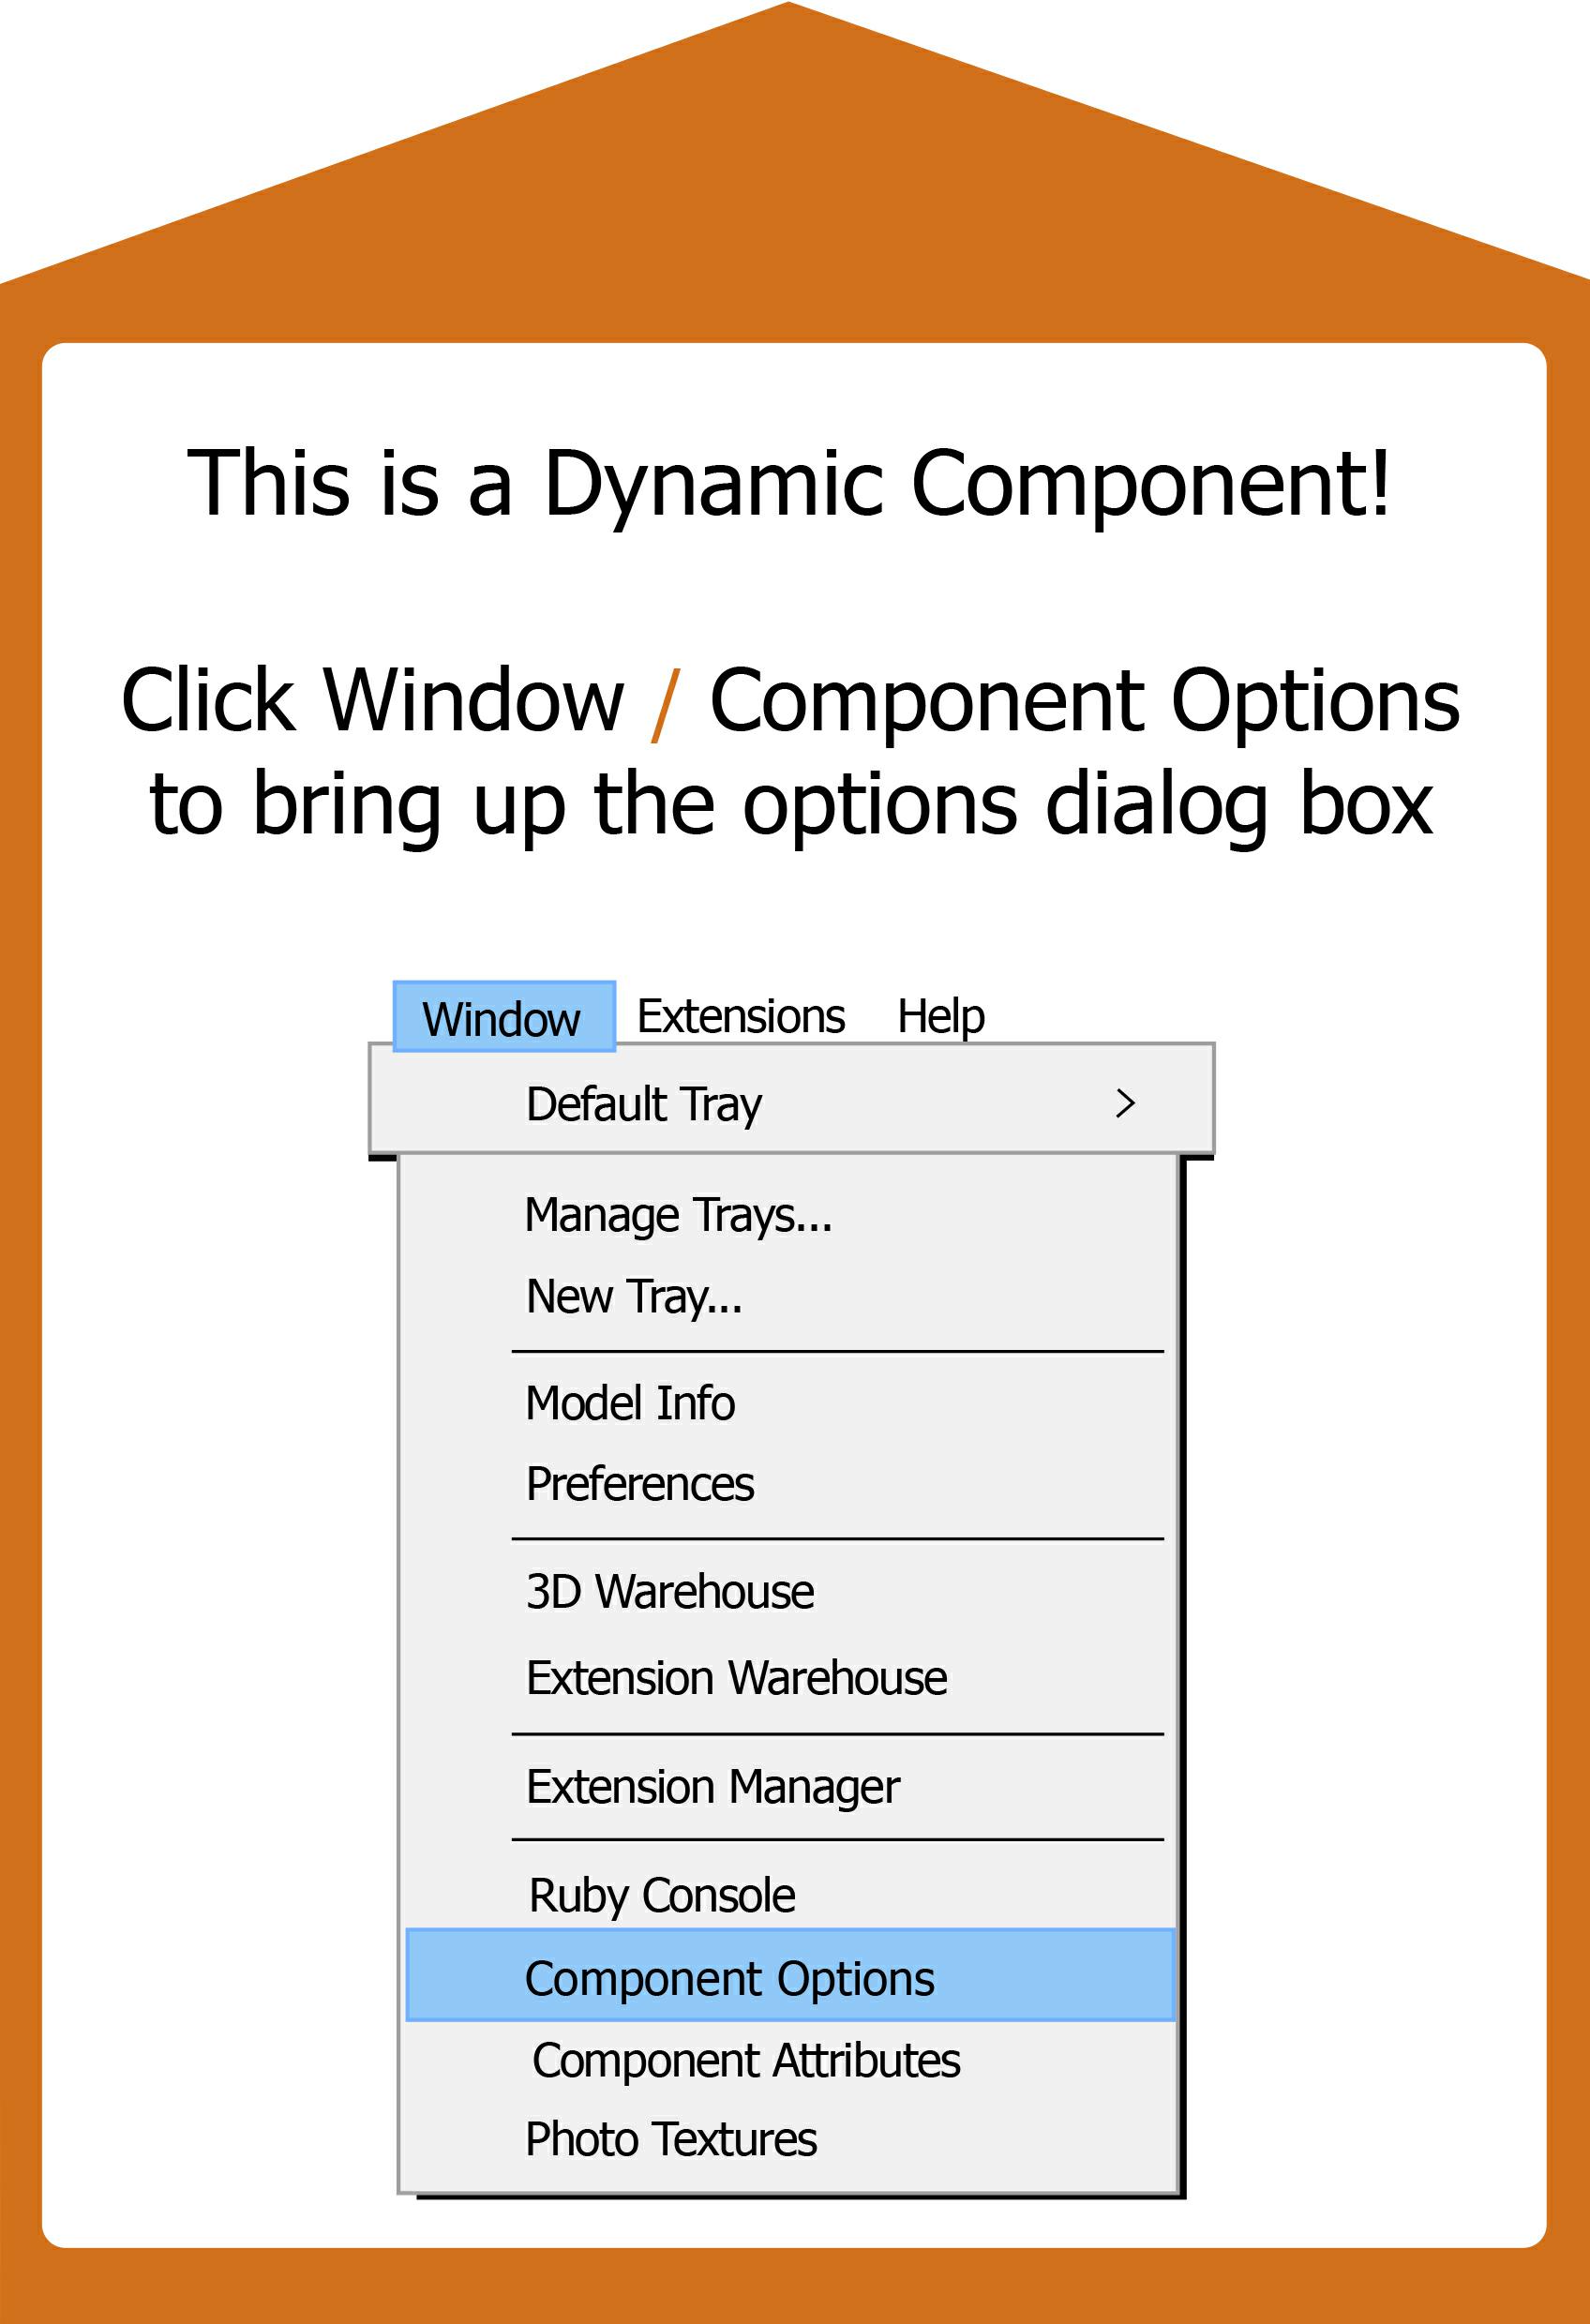 This is a Dynamic Component!
Click Window / Component Options
to bring up the options dialog box
Window Extensions Help
Default Tray >
Manage Trays...
New Tray...
Model Info
Preferences
3D Warehouse
Extension Warehouse
Extension Manager
Ruby Console
Component Options
Component Attributes
Photo Textures